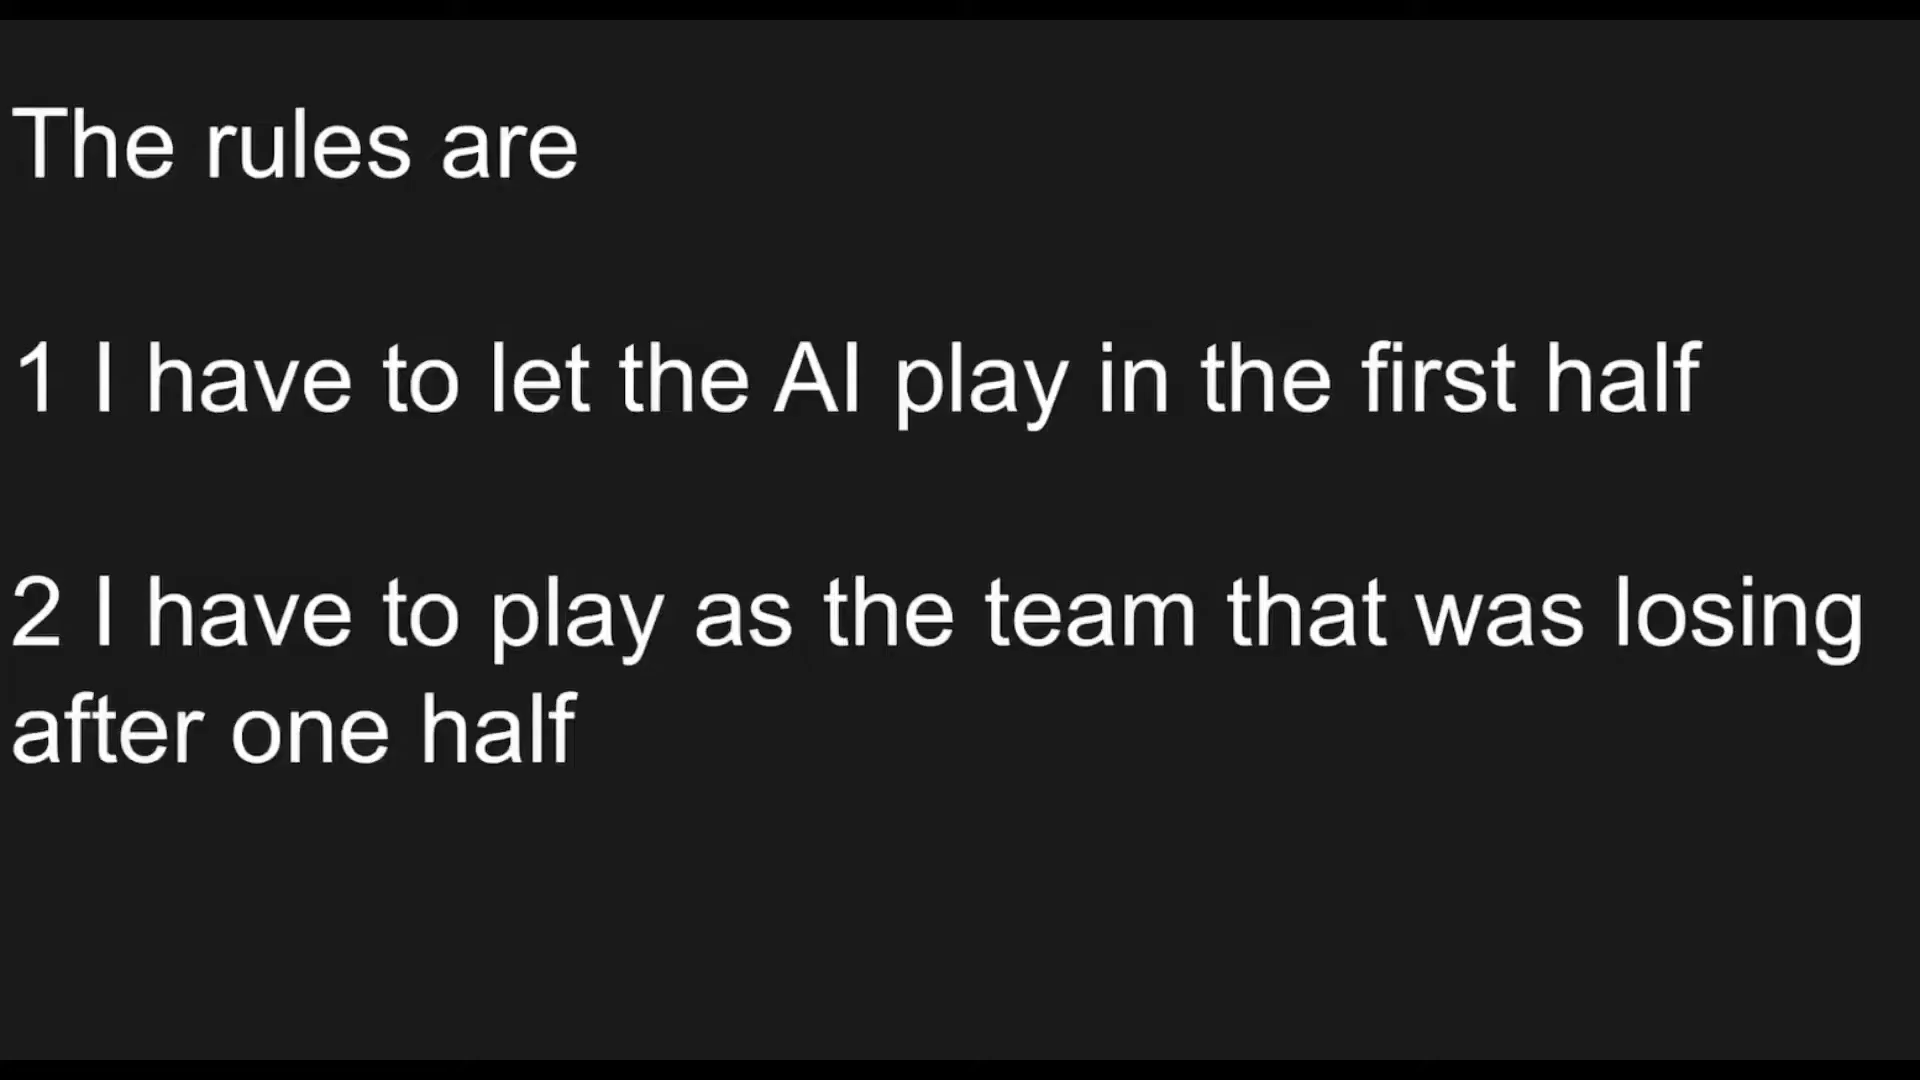 The rules are
1 I have to let the AI play in the first half
2 I have to play as the team that was losing
after one half